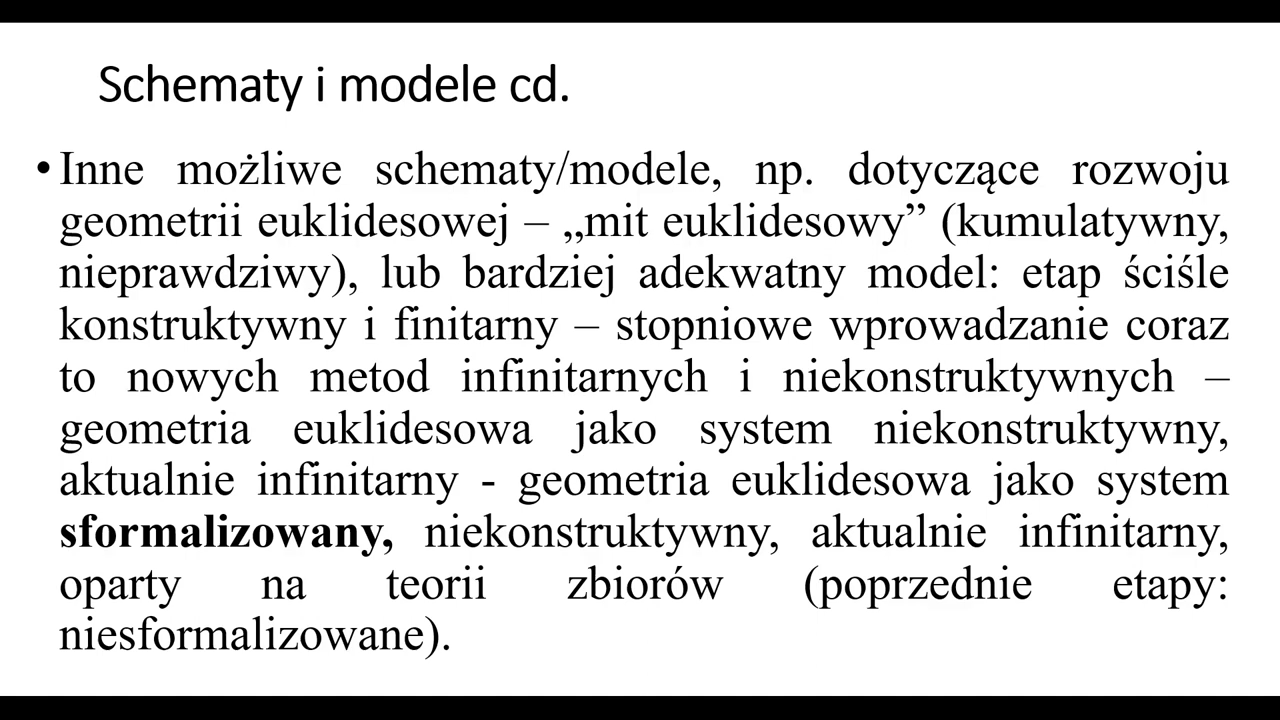 Schematy i modele cd.
• Inne możliwe schematy/modele, np. dotyczące rozwoju
geometrii euklidesowej – „mit euklidesowy” (kumulatywny,
nieprawdziwy), lub bardziej adekwatny model: etap ściśle
konstruktywny i finitarny – stopniowe wprowadzanie coraz
to nowych metod infinitarnych i niekonstruktywnych –
geometria euklidesowa jako system niekonstruktywny,
aktualnie infinitarny - geometria euklidesowa jako system
sformalizowany, niekonstruktywny, aktualnie infinitarny,
oparty na teorii zbiorów (poprzednie etapy:
niesformalizowane).